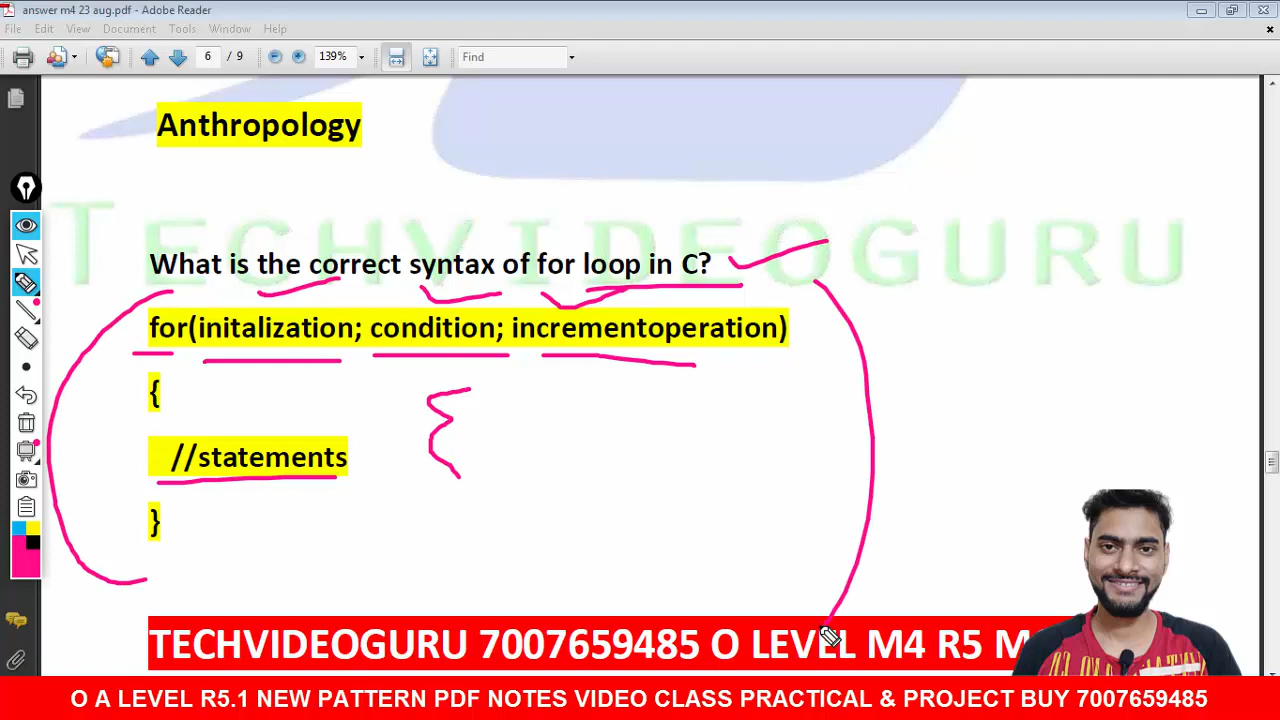 answer m4 23 aug.pdf - Adobe Reader
File Edit View Document Tools Window Help
6 / 9 139% Find
Anthropology
TECHVIDEOGURU
What is the correct syntax of for loop in C?
for(initalization; condition; incrementoperation)
{
//statements
}
TECHVIDEOGURU 7007659485 O LEVEL M4 R5 M
O A LEVEL R5.1 NEW PATTERN PDF NOTES VIDEO CLASS PRACTICAL & PROJECT BUY 7007659485